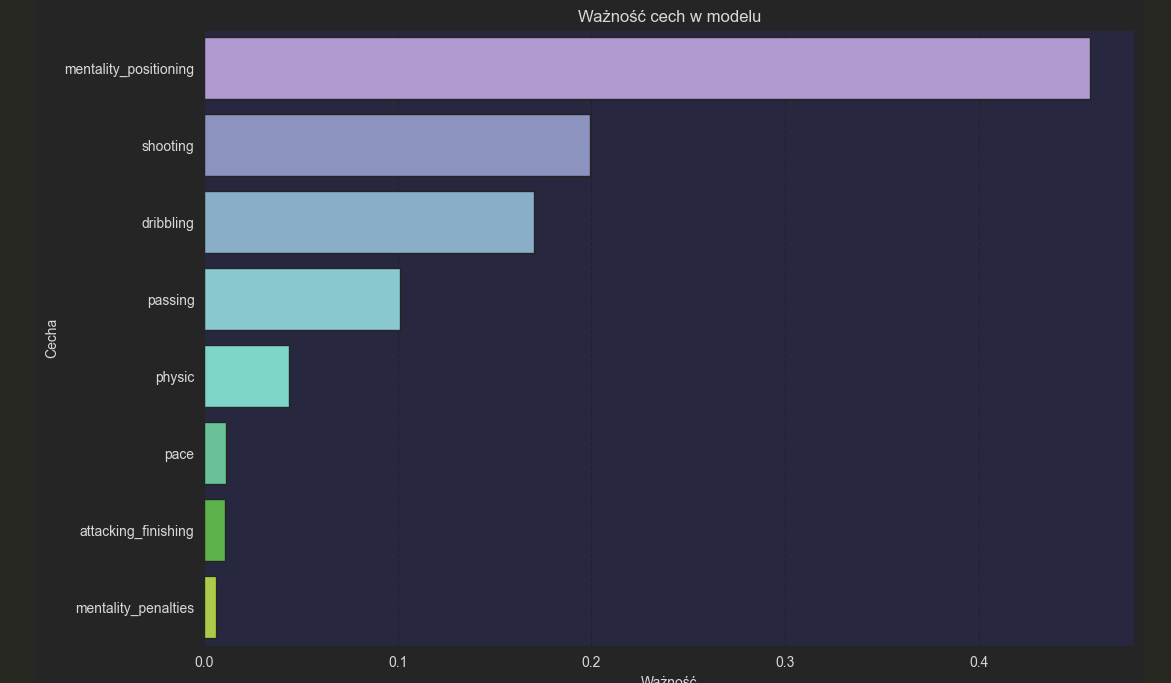 Ważność cech w modelu
mentality_positioning
shooting
dribbling
passing
physic
pace
attacking_finishing
mentality_penalties
Cecha
0.0 0.1 0.2 0.3 0.4
Ważność